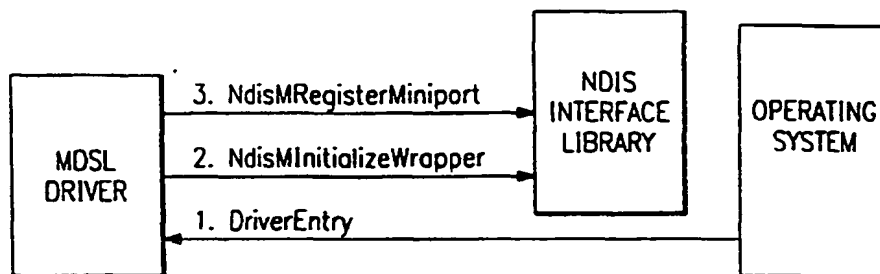 MDSL
DRIVER
3. NdisMRegisterMiniport
2. NdisMInitializeWrapper
1. DriverEntry
NDIS
INTERFACE
LIBRARY
OPERATING
SYSTEM